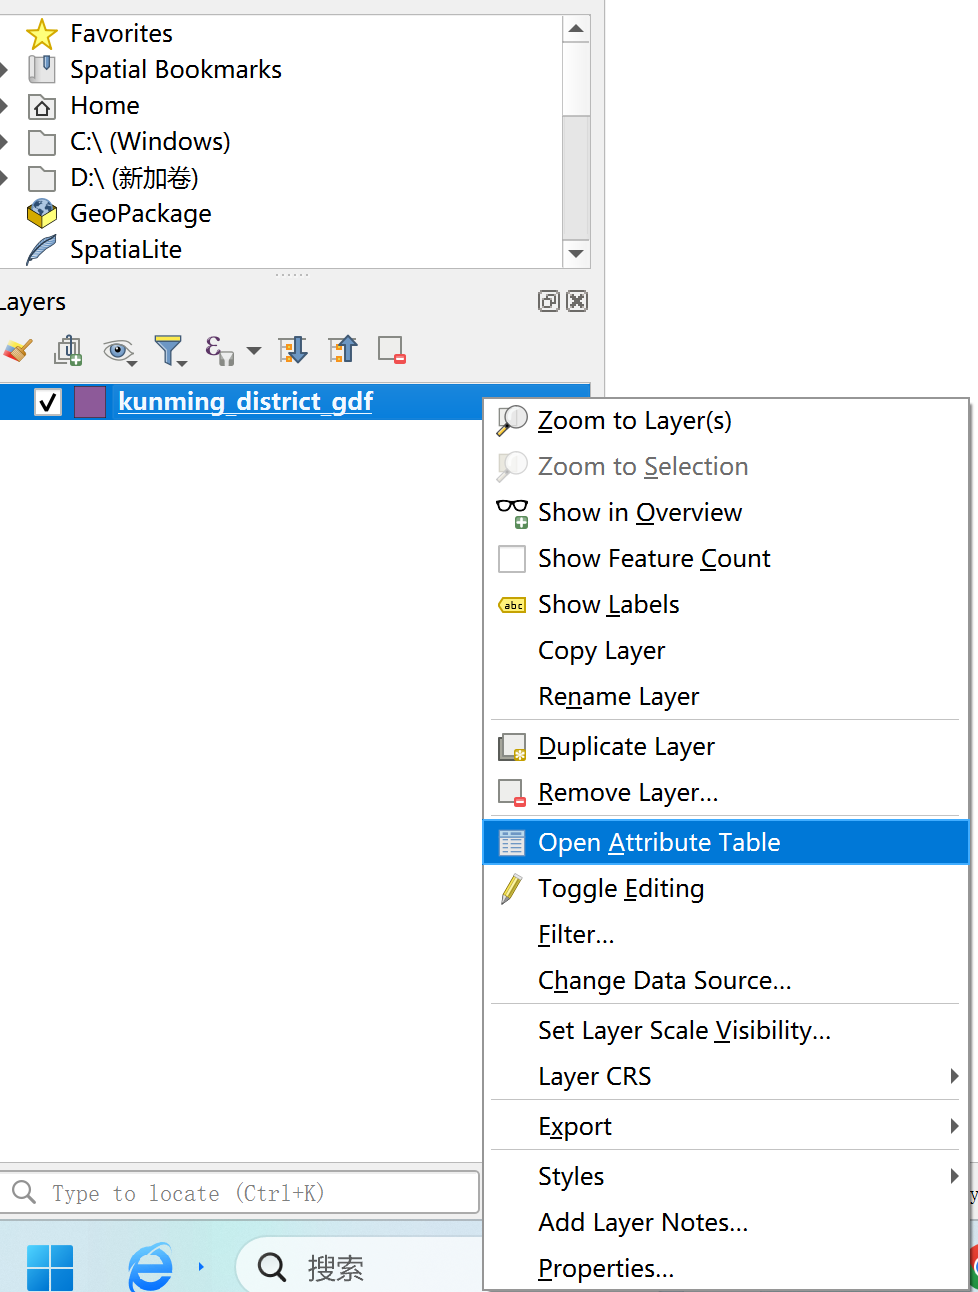 Favorites
Spatial Bookmarks
Home
C:\ (Windows)
D:\ (新加卷)
GeoPackage
SpatiaLite
Layers
kunming_district_gdf
Zoom to Layer(s)
Zoom to Selection
Show in Overview
Show Feature Count
abc Show Labels
Copy Layer
Rename Layer
Duplicate Layer
Remove Layer...
Open Attribute Table
Toggle Editing
Filter...
Change Data Source...
Set Layer Scale Visibility...
Layer CRS
Export
Styles
Add Layer Notes...
Properties...
Type to locate (Ctrl+K)
搜索